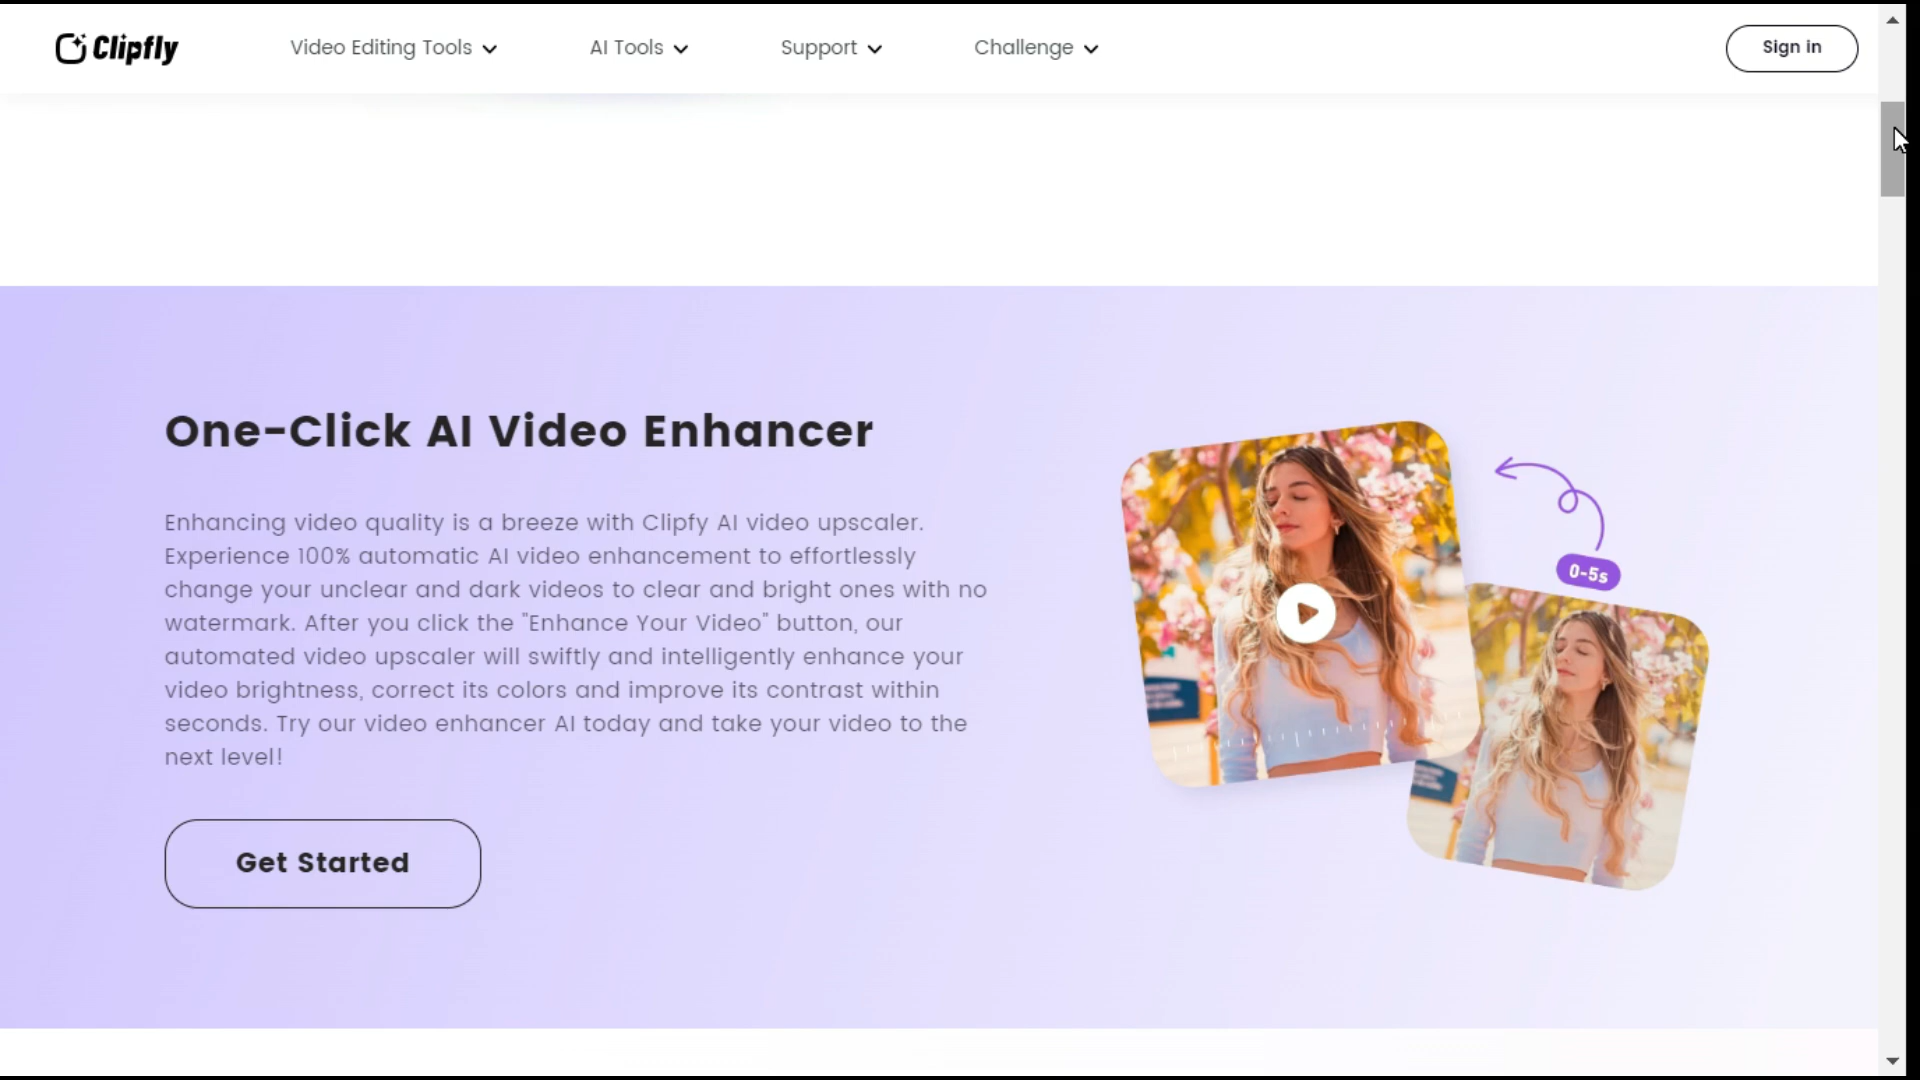 Clipfly
Video Editing Tools
AI Tools
Support
Challenge
Sign in
One-Click AI Video Enhancer
Enhancing video quality is a breeze with Clipfy AI video upscaler.
Experience 100% automatic AI video enhancement to effortlessly
change your unclear and dark videos to clear and bright ones with no
watermark. After you click the "Enhance Your Video" button, our
automated video upscaler will swiftly and intelligently enhance your
video brightness, correct its colors and improve its contrast within
seconds. Try our video enhancer AI today and take your video to the
next level!
0-5s
Get Started